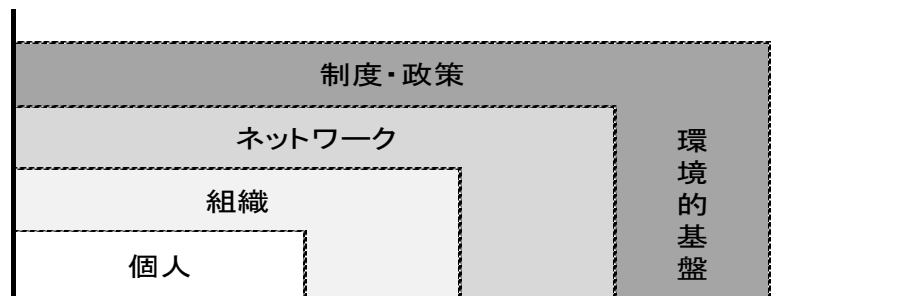 制度・政策
ネットワーク
組織
個人
環境的基盤